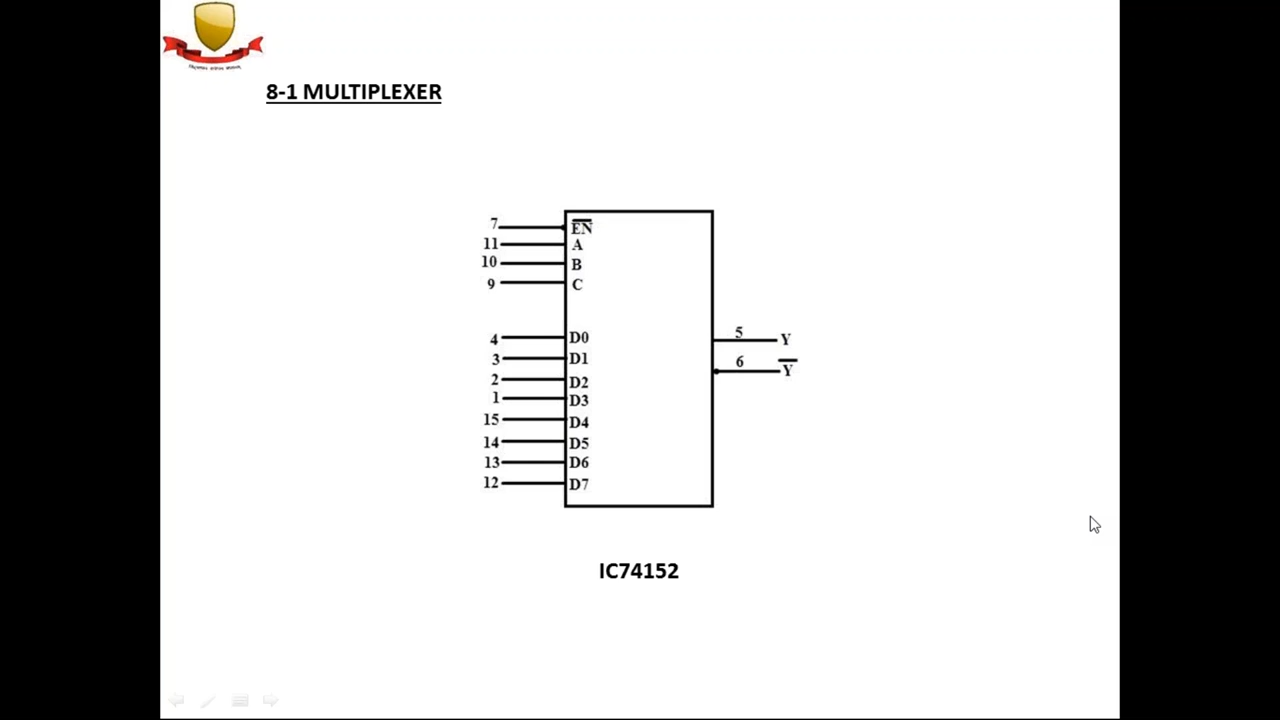 8-1 MULTIPLEXER
7 E̅N̅
11 A
10 B
9 C
4 D0
3 D1
2 D2
1 D3
15 D4
14 D5
13 D6
12 D7
5 Y
6 Y̅
IC74152